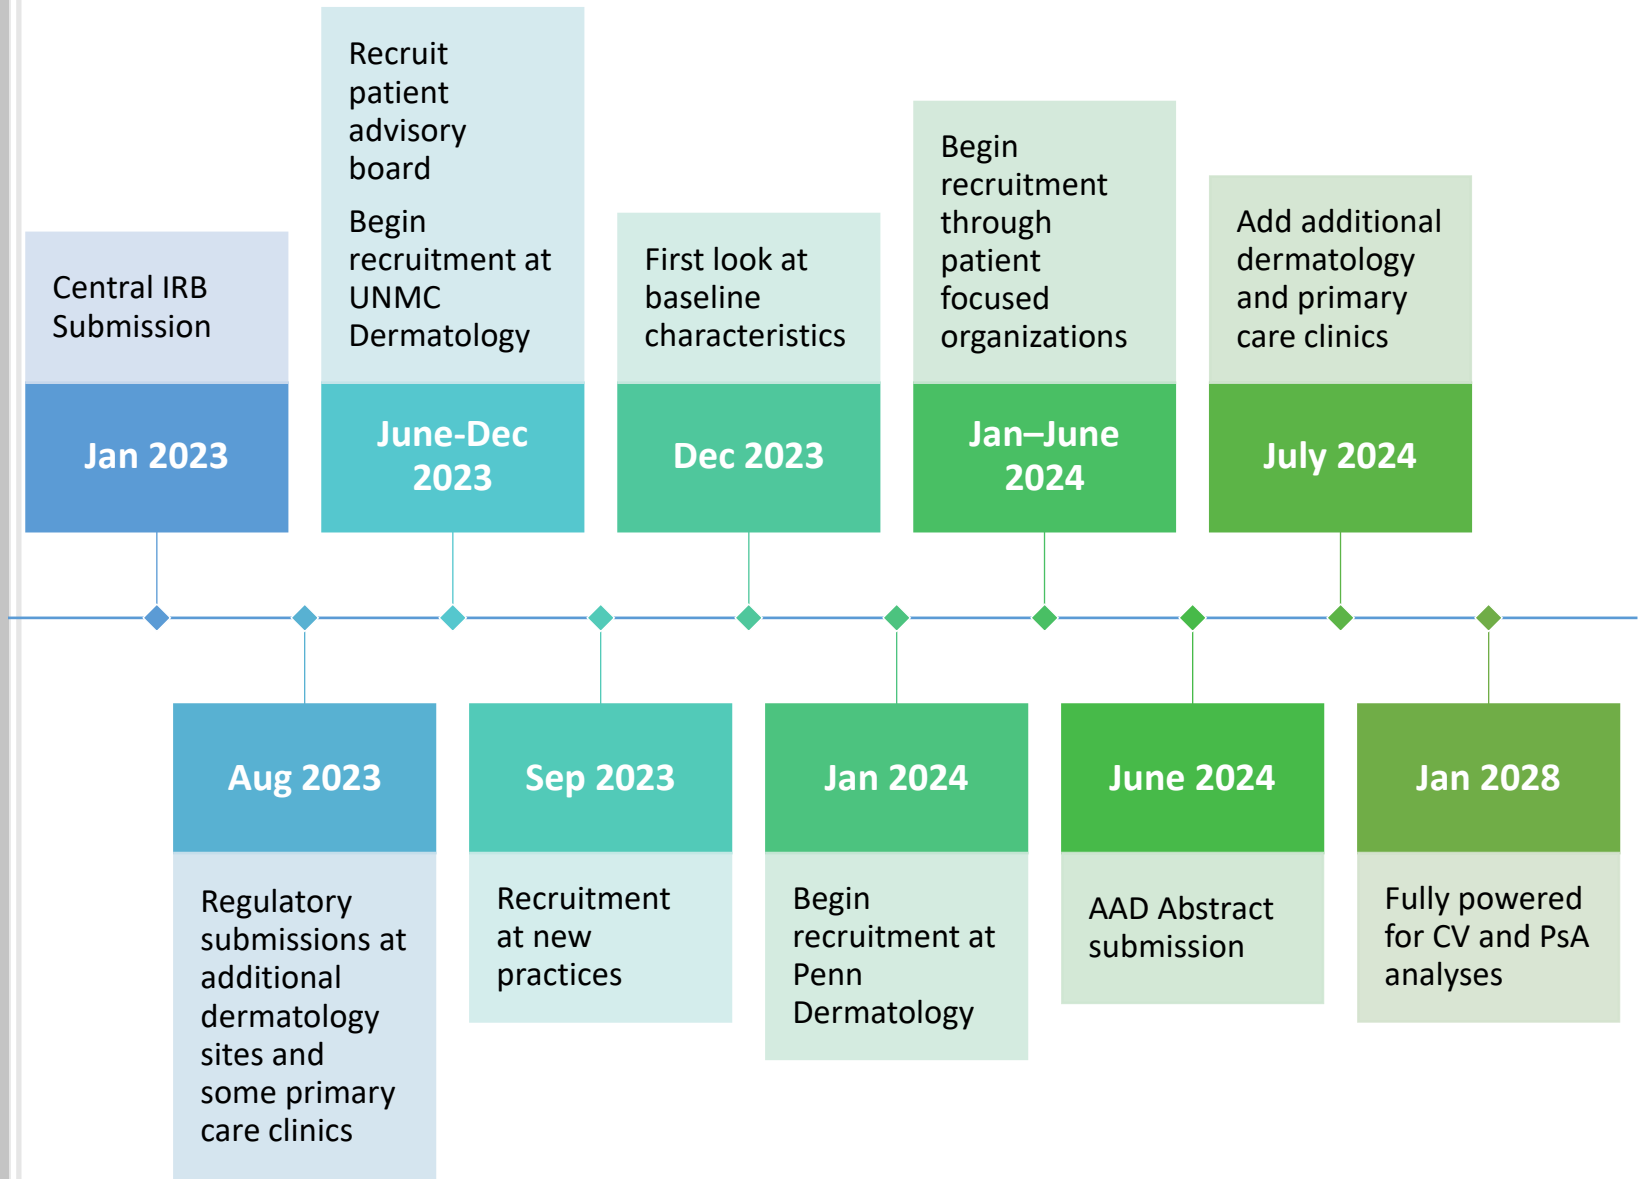 Central IRB
Submission
Jan 2023
Aug 2023
Regulatory
submissions at
additional
dermatology
sites and
some primary
care clinics
Recruit
patient
advisory
board
Begin
recruitment at
UNMC
Dermatology
June-Dec
2023
Sep 2023
Recruitment
at new
practices
First look at
baseline
characteristics
Dec 2023
Jan 2024
Begin
recruitment at
Penn
Dermatology
Begin
recruitment
through
patient
focused
organizations
Jan–June
2024
June 2024
AAD Abstract
submission
Add additional
dermatology
and primary
care clinics
July 2024
Jan 2028
Fully powered
for CV and PsA
analyses